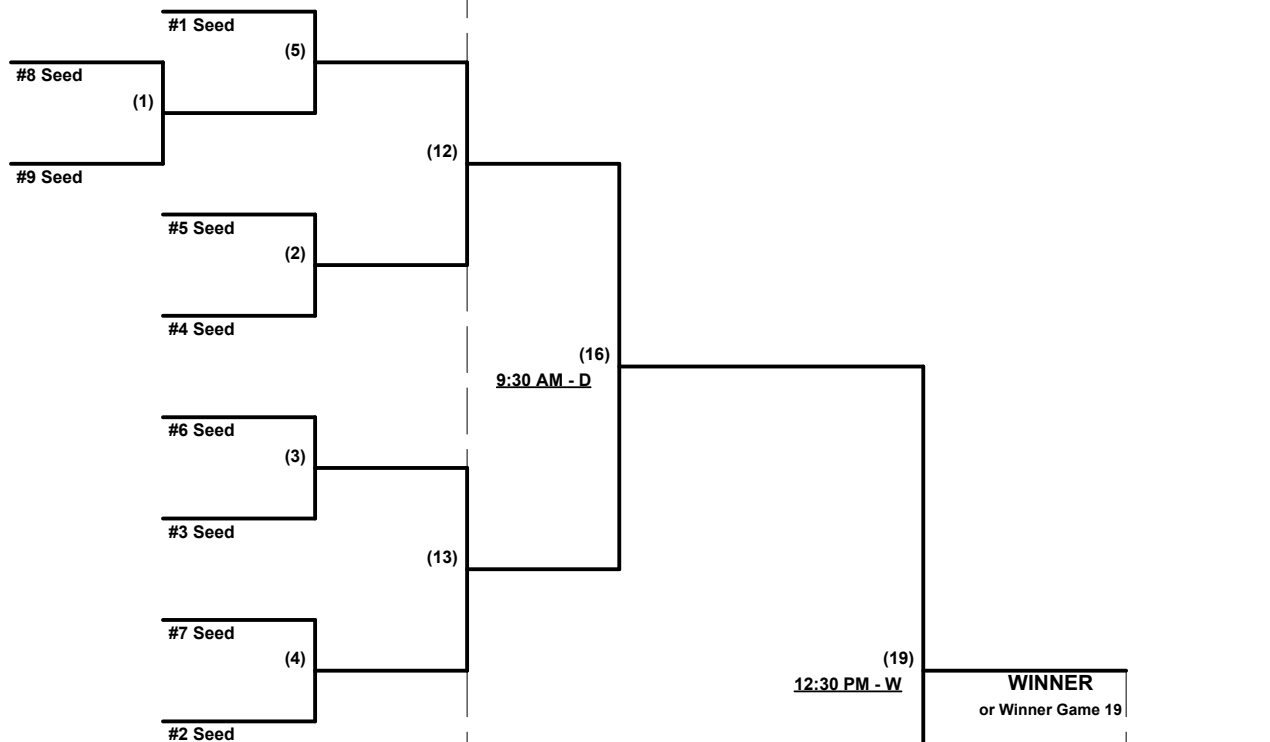 #1 Seed
(5)
#8 Seed
(1)
(12)
#9 Seed
#5 Seed
(2)
#4 Seed
(16)
9:30 AM - D
#6 Seed
(3)
#3 Seed
(13)
#7 Seed
(4)
(19)
12:30 PM - W
WINNER
or Winner Game 19
#2 Seed